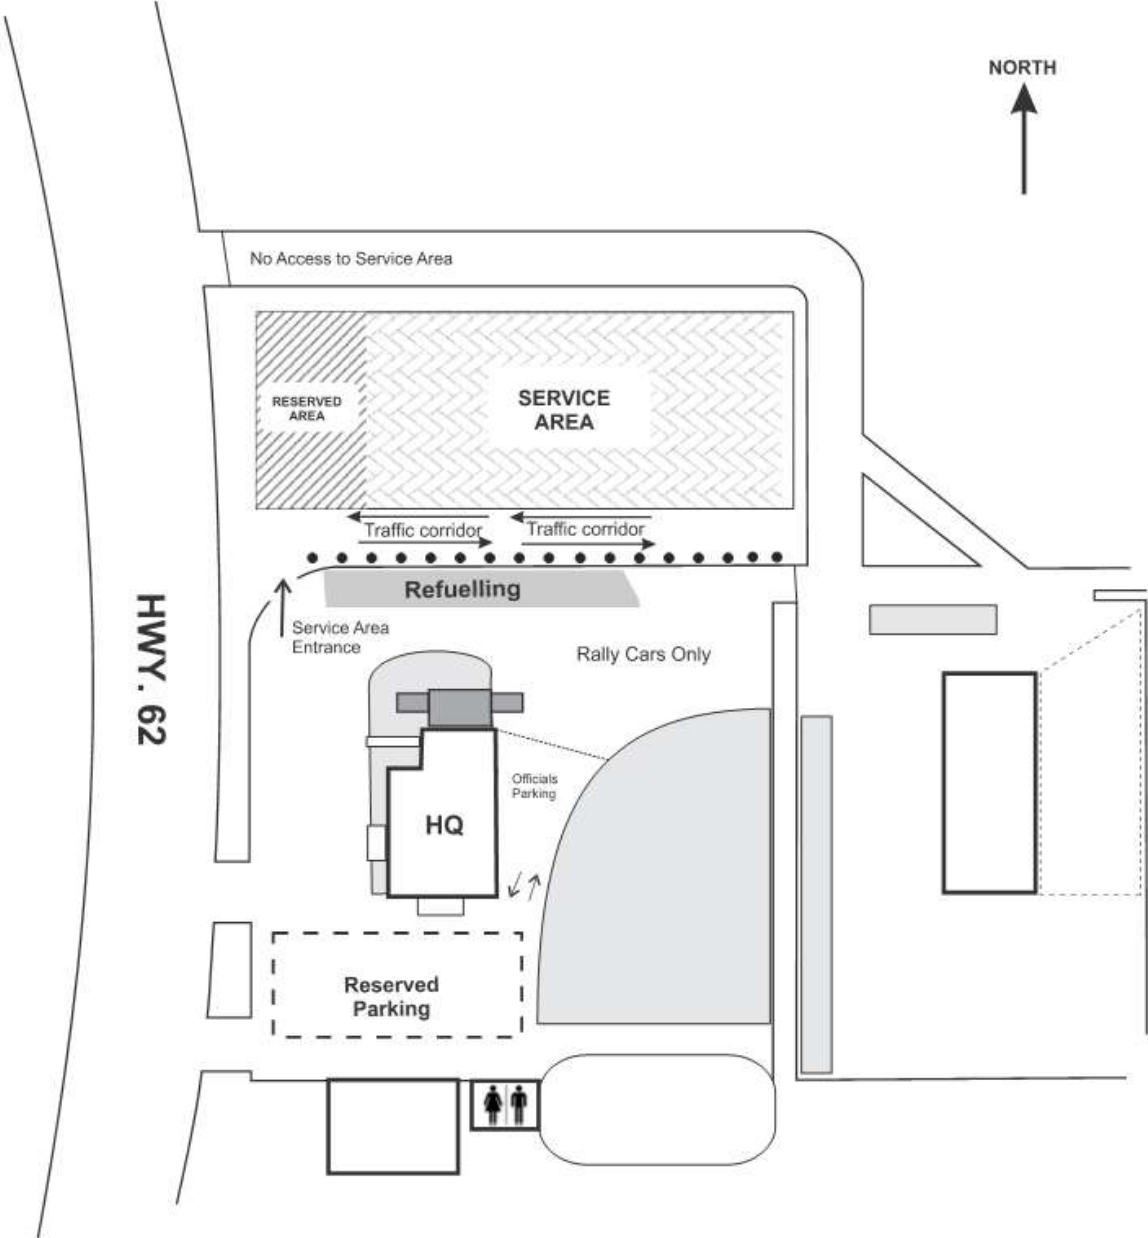 NORTH
No Access to Service Area
RESERVED
AREA
SERVICE
AREA
Traffic corridor
Traffic corridor
Refuelling
Service Area
Entrance
Rally Cars Only
HWY. 62
Officials
Parking
HQ
Reserved
Parking